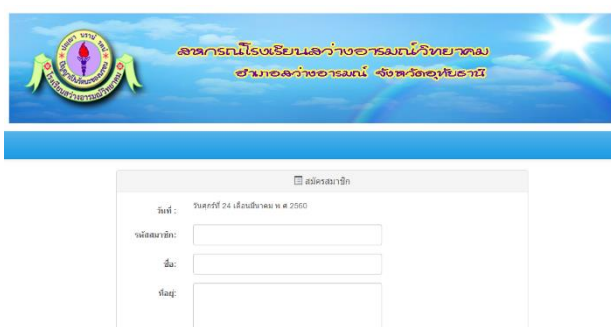 สหกรณ์โรงเรียนสว่างอารมณ์วิทยาคม
อำเภอสว่างอารมณ์ จังหวัดอุทัยธานี
สมัครสมาชิก
วันที่ : วันศุกร์ที่ 24 เดือนมีนาคม พ.ศ.2560
รหัสสมาชิก:
ชื่อ:
ที่อยู่: